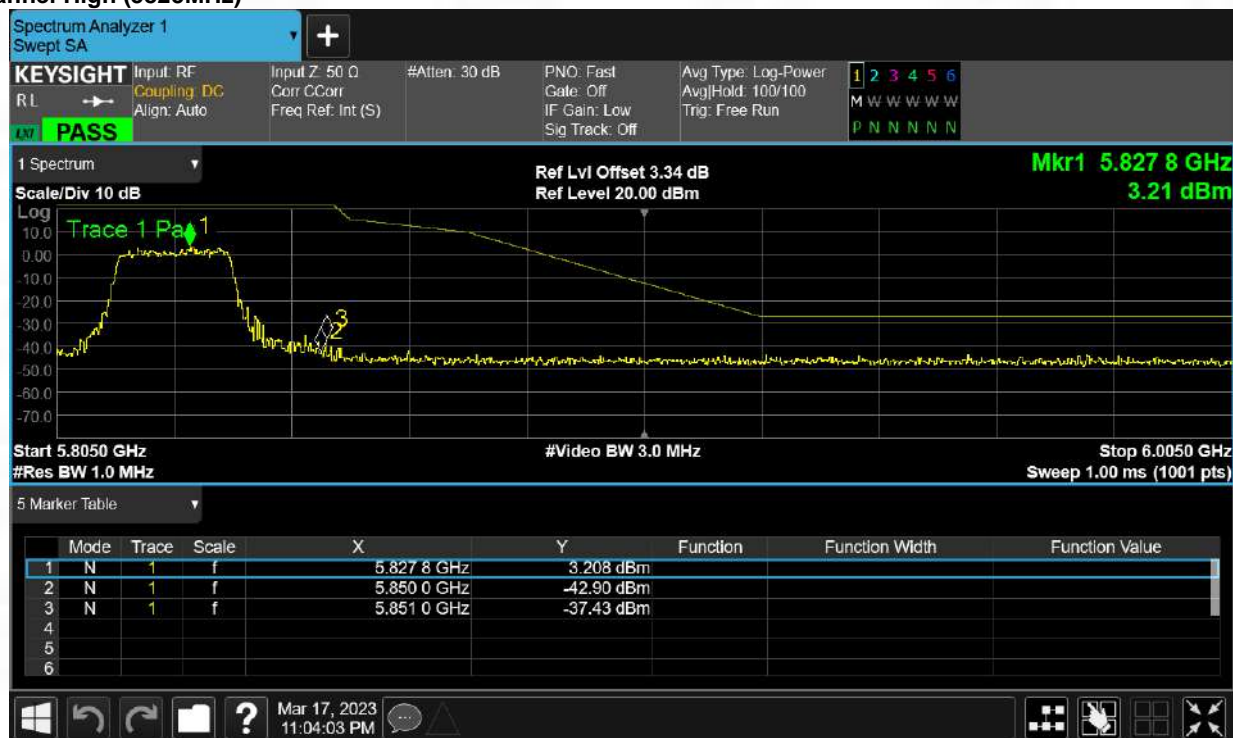 Spectrum Analyzer 1
Swept SA
+
KEYSIGHT Input: RF Input Z: 50 Ω #Atten: 30 dB PNO: Fast Avg Type: Log-Power 1 2 3 4 5 6
RL Coupling: DC Corr CCorr Gate: Off Avg|Hold: 100/100 M W W W W W
Align: Auto Freq Ref: Int (S) IF Gain: Low Trig: Free Run P N N N N N
PASS Sig Track: Off
1 Spectrum Ref Lvl Offset 3.34 dB Mkr1 5.827 8 GHz
Scale/Div 10 dB Ref Level 20.00 dBm 3.21 dBm
Log
Trace 1 Pa 1
10.0
0.00
-10.0
-20.0
-30.0
3
2
-40.0
-50.0
-60.0
-70.0
Start 5.8050 GHz #Video BW 3.0 MHz Stop 6.0050 GHz
#Res BW 1.0 MHz Sweep 1.00 ms (1001 pts)
5 Marker Table
Mode Trace Scale X Y Function Function Width Function Value
1 N 1 f 5.827 8 GHz 3.208 dBm
2 N 1 f 5.850 0 GHz -42.90 dBm
3 N 1 f 5.851 0 GHz -37.43 dBm
4
5
6
? Mar 17, 2023
11:04:03 PM